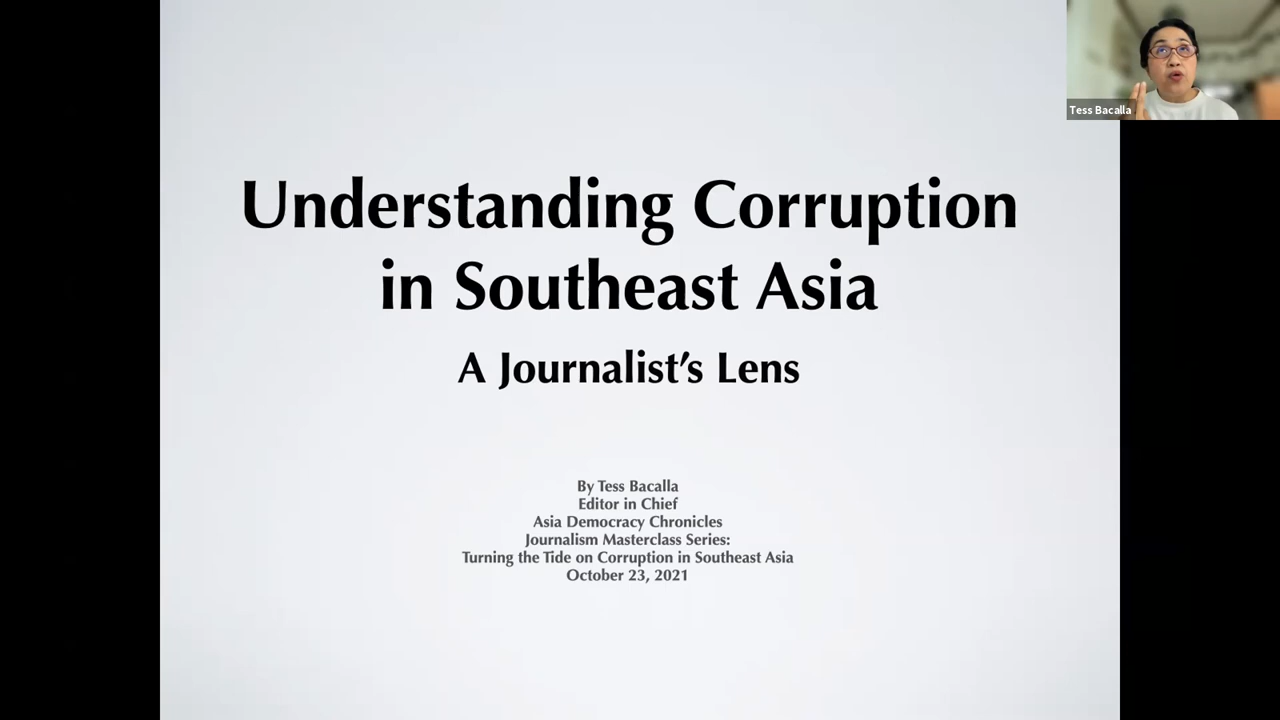 Tess Bacalla
Understanding Corruption
in Southeast Asia
A Journalist’s Lens
By Tess Bacalla
Editor in Chief
Asia Democracy Chronicles
Journalism Masterclass Series:
Turning the Tide on Corruption in Southeast Asia
October 23, 2021